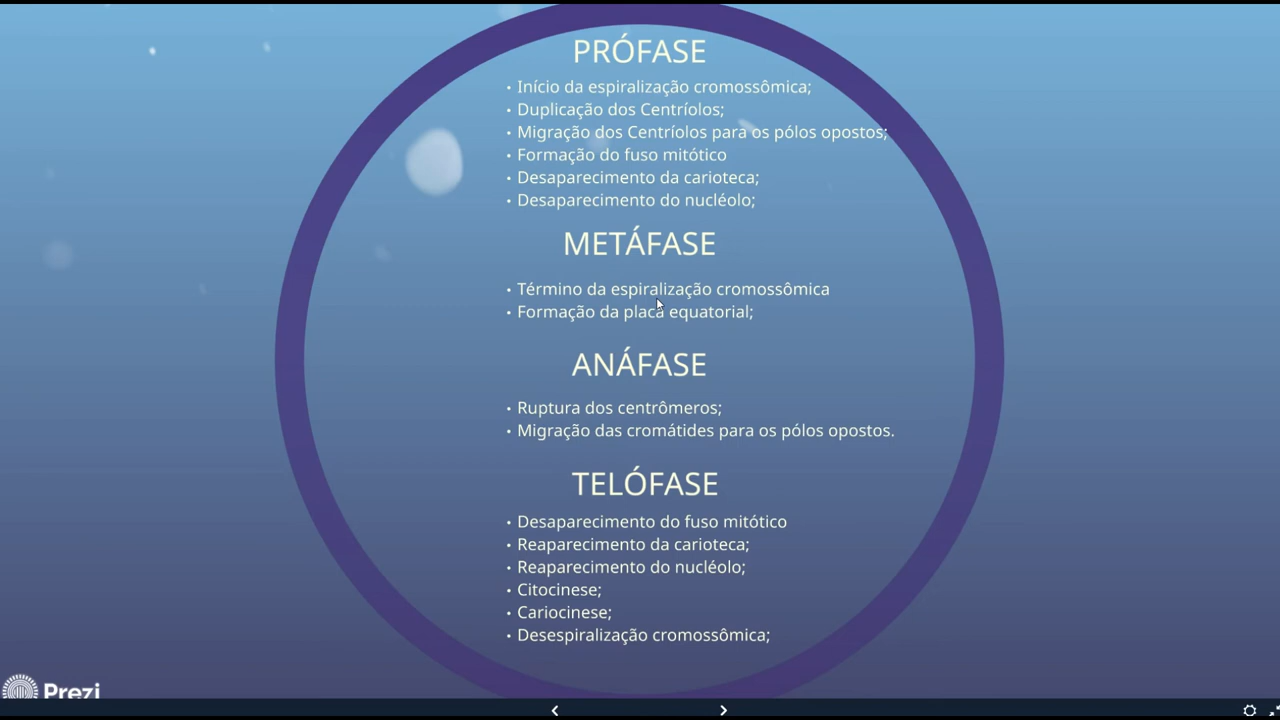 PRÓFASE
• Início da espiralização cromossômica;
• Duplicação dos Centríolos;
• Migração dos Centríolos para os pólos opostos;
• Formação do fuso mitótico
• Desaparecimento da carioteca;
• Desaparecimento do nucléolo;
METÁFASE
• Término da espiralização cromossômica
• Formação da placa equatorial;
ANÁFASE
• Ruptura dos centrômeros;
• Migração das cromátides para os pólos opostos.
TELÓFASE
• Desaparecimento do fuso mitótico
• Reaparecimento da carioteca;
• Reaparecimento do nucléolo;
• Citocinese;
• Cariocinese;
• Desespiralização cromossômica;
Prezi